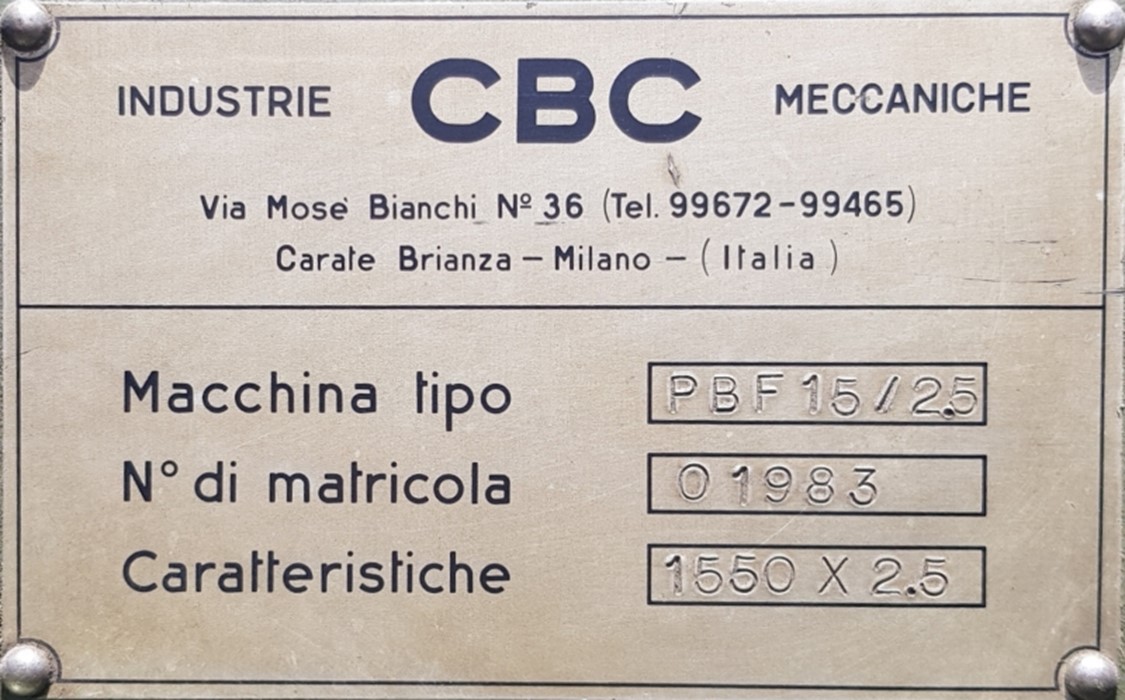 INDUSTRIE CBC MECCANICHE
Via Mosè Bianchi Nº 36 (Tel. 99672-99465)
Carate Brianza - Milano - (Italia)
Macchina tipo PBF 15/2.5
N° di matricola 01983
Caratteristiche 1550 X 2.5